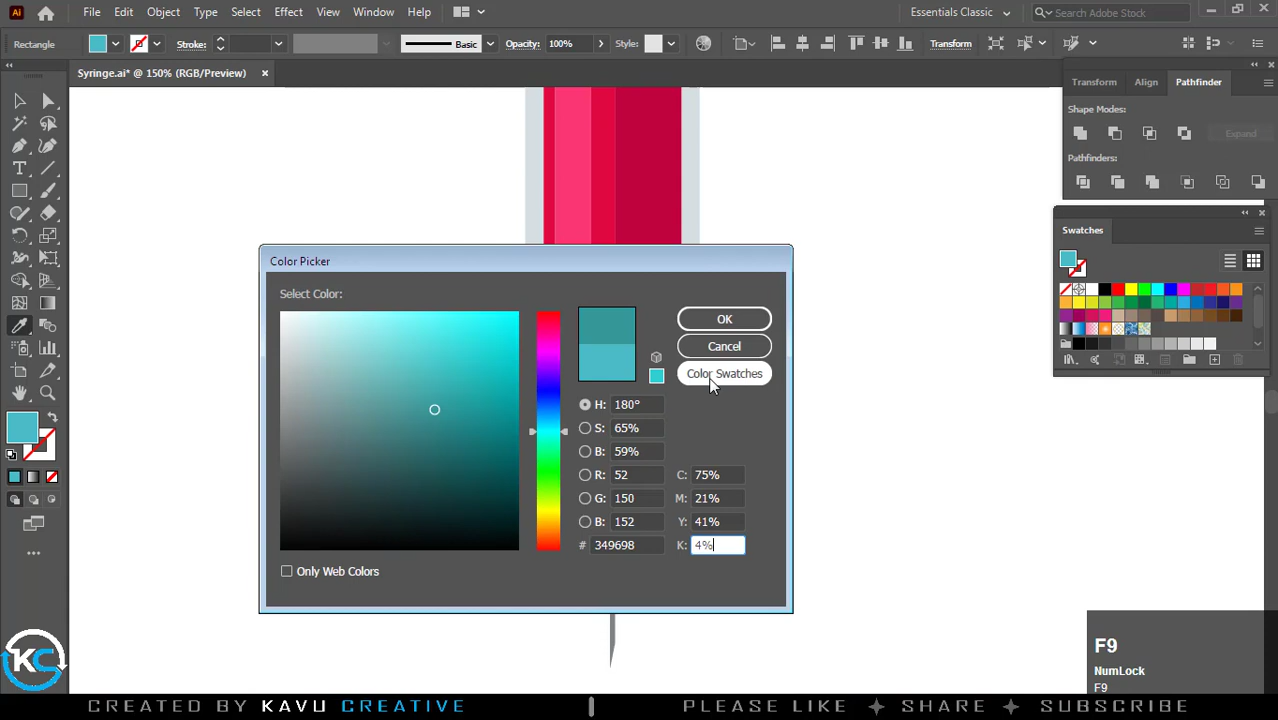 Ai File Edit Object Type Select Effect View Window Help Essentials Classic Search Adobe Stock
Rectangle Stroke: Basic Opacity: 100% Style: Transform
Syringe.ai* @ 150% (RGB/Preview) ×
Transform Align Pathfinder
Shape Modes:
Expand
Pathfinders:
Swatches
Color Picker
Select Color:
OK
Cancel
Color Swatches
H: 180°
S: 65%
B: 59%
R: 52 C: 75%
G: 150 M: 21%
B: 152 Y: 41%
# 349698 K: 4%
Only Web Colors
F9
NumLock
F9
KC
CREATED BY KAVU CREATIVE PLEASE LIKE SHARE SUBSCRIBE